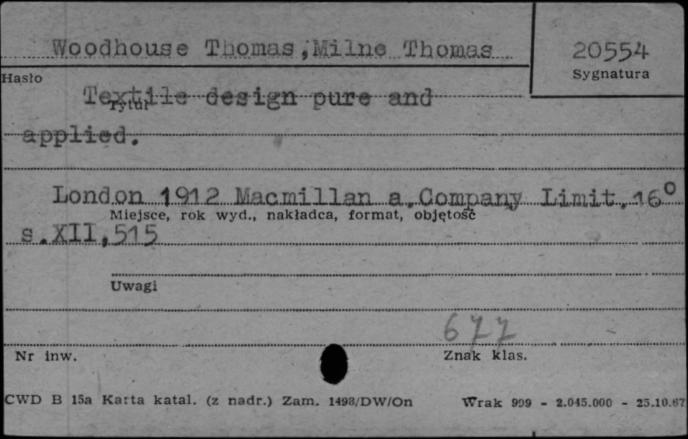 Woodhouse Thomas,Milne Thomas
20554
Hasło
Sygnatura
Textile design pure and
Tytuł
applied.
London 1912 Macmillan a.Company Limit.16°
Miejsce, rok wyd., nakładca, format, objętość
s.XII,515
Uwagi
677
Nr inw.
Znak klas.
CWD B 15a Karta katal. (z nadr.) Zam. 1498/DW/On
Wrak 999 - 2.045.000 - 25.10.67